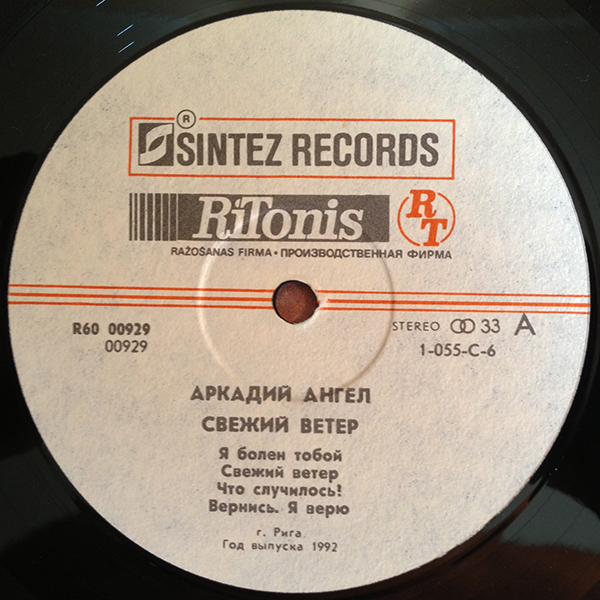 ®
SINTEZ RECORDS
RiTonis RT
RAŽOŠANAS FIRMA • ПРОИЗВОДСТВЕННАЯ ФИРМА
R60 00929
00929
STEREO 33 A
1-055-C-6
АРКАДИЙ АНГЕЛ
СВЕЖИЙ ВЕТЕР
Я болен тобой
Свежий ветер
Что случилось?
Вернись. Я верю
г. Рига
Год выпуска 1992